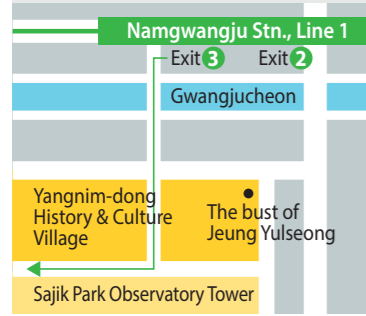 Namgwangju Stn., Line 1
Exit 3 Exit 2
Gwangjucheon
Yangnim-dong
History & Culture
Village
The bust of
Jeung Yulseong
Sajik Park Observatory Tower